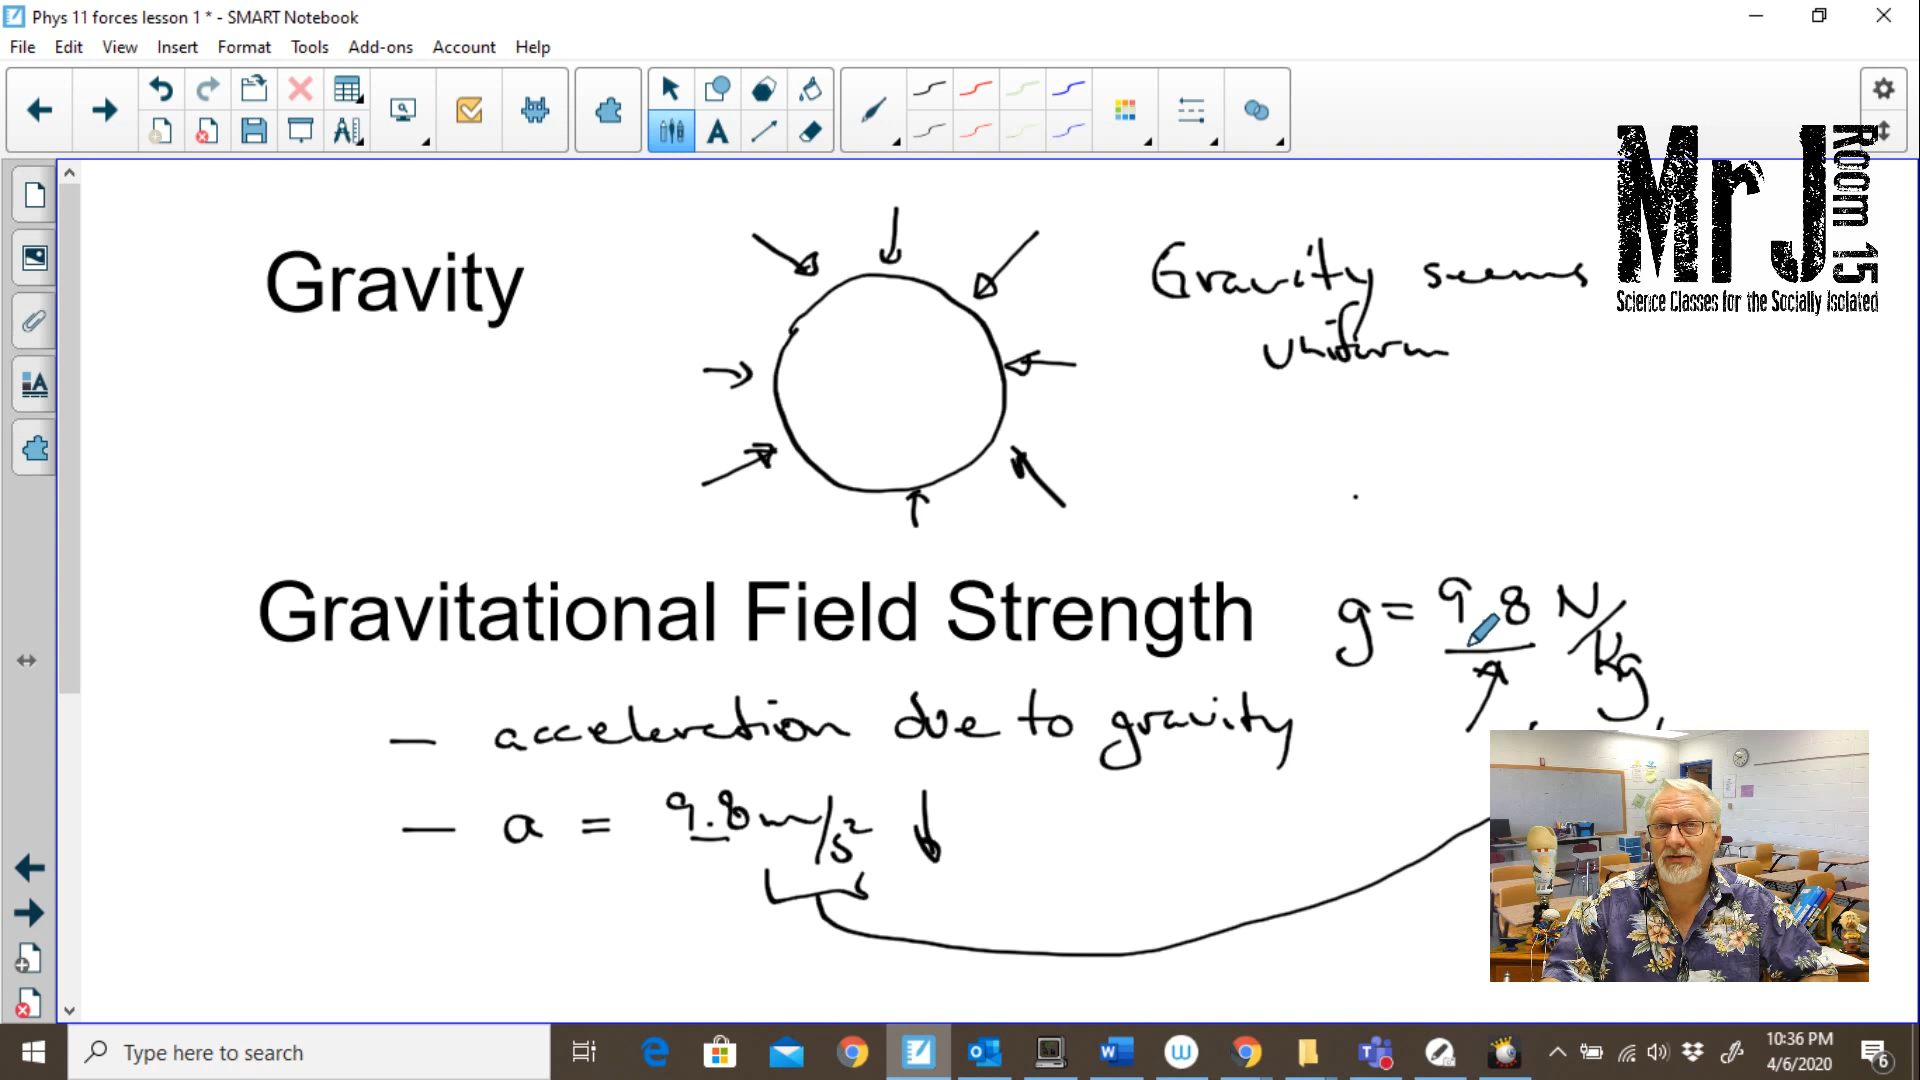 Phys 11 forces lesson 1 * - SMART Notebook
File Edit View Insert Format Tools Add-ons Account Help
MrJ
Room 15
Science Classes for the Socially Isolated
Gravity
Gravity seems
uniform
Gravitational Field Strength
g = 9.8 N/kg
– acceleration due to gravity
– a = 9.8 m/s² ↓
Type here to search
10:36 PM
4/6/2020
6